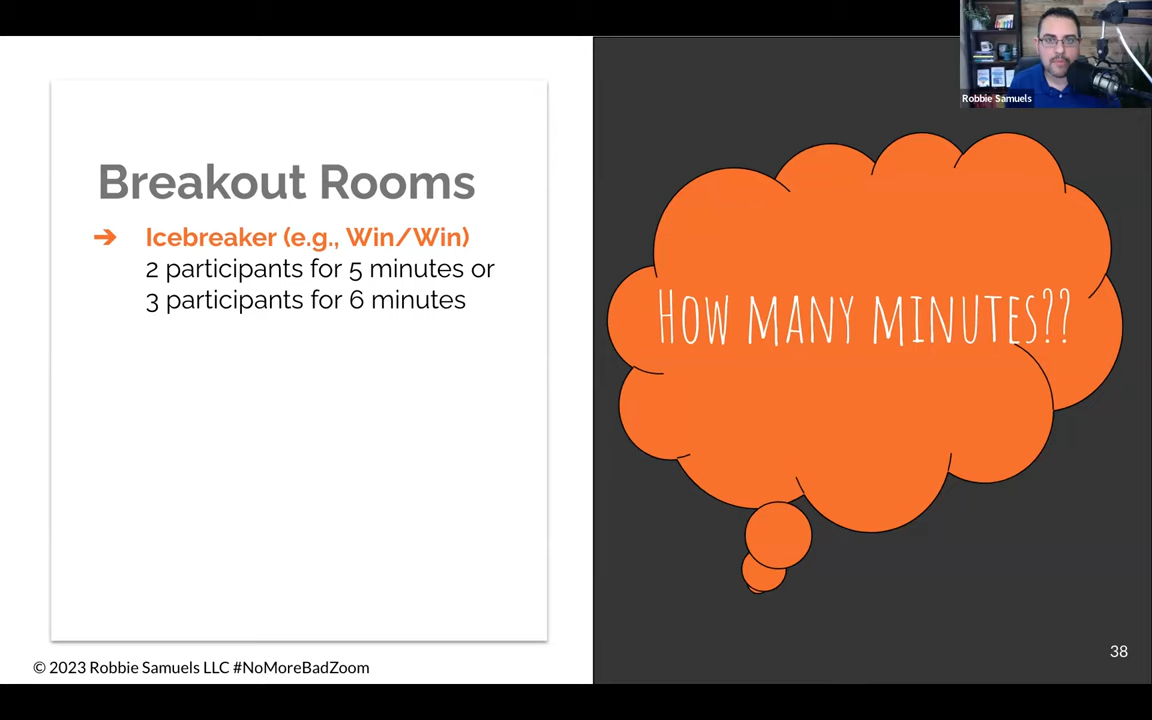 Robbie Samuels
Breakout Rooms
➔ Icebreaker (e.g., Win/Win)
2 participants for 5 minutes or
3 participants for 6 minutes
How many minutes??
38
© 2023 Robbie Samuels LLC #NoMoreBadZoom